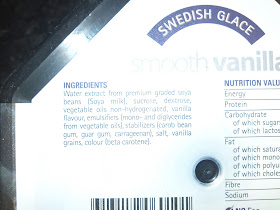 SWEDISH GLACE
smooth vanilla
INGREDIENTS
Water extract from premium graded soya
beans (Soya milk), sucrose, dextrose,
vegetable oils non-hydrogenated, vanilla
flavour, emulsifiers (mono- and diglycerides
from vegetable oils), stabilizers (carob bean
gum, guar gum, carrageenan), salt, vanilla
grains, colour (beta carotene).
NUTRITION VALU
Energy
Protein
Carbohydrate
of which sugar
of which lactos
Fat
of which satura
of which mono
of which polyu
of which chole
Fibre
Sodium